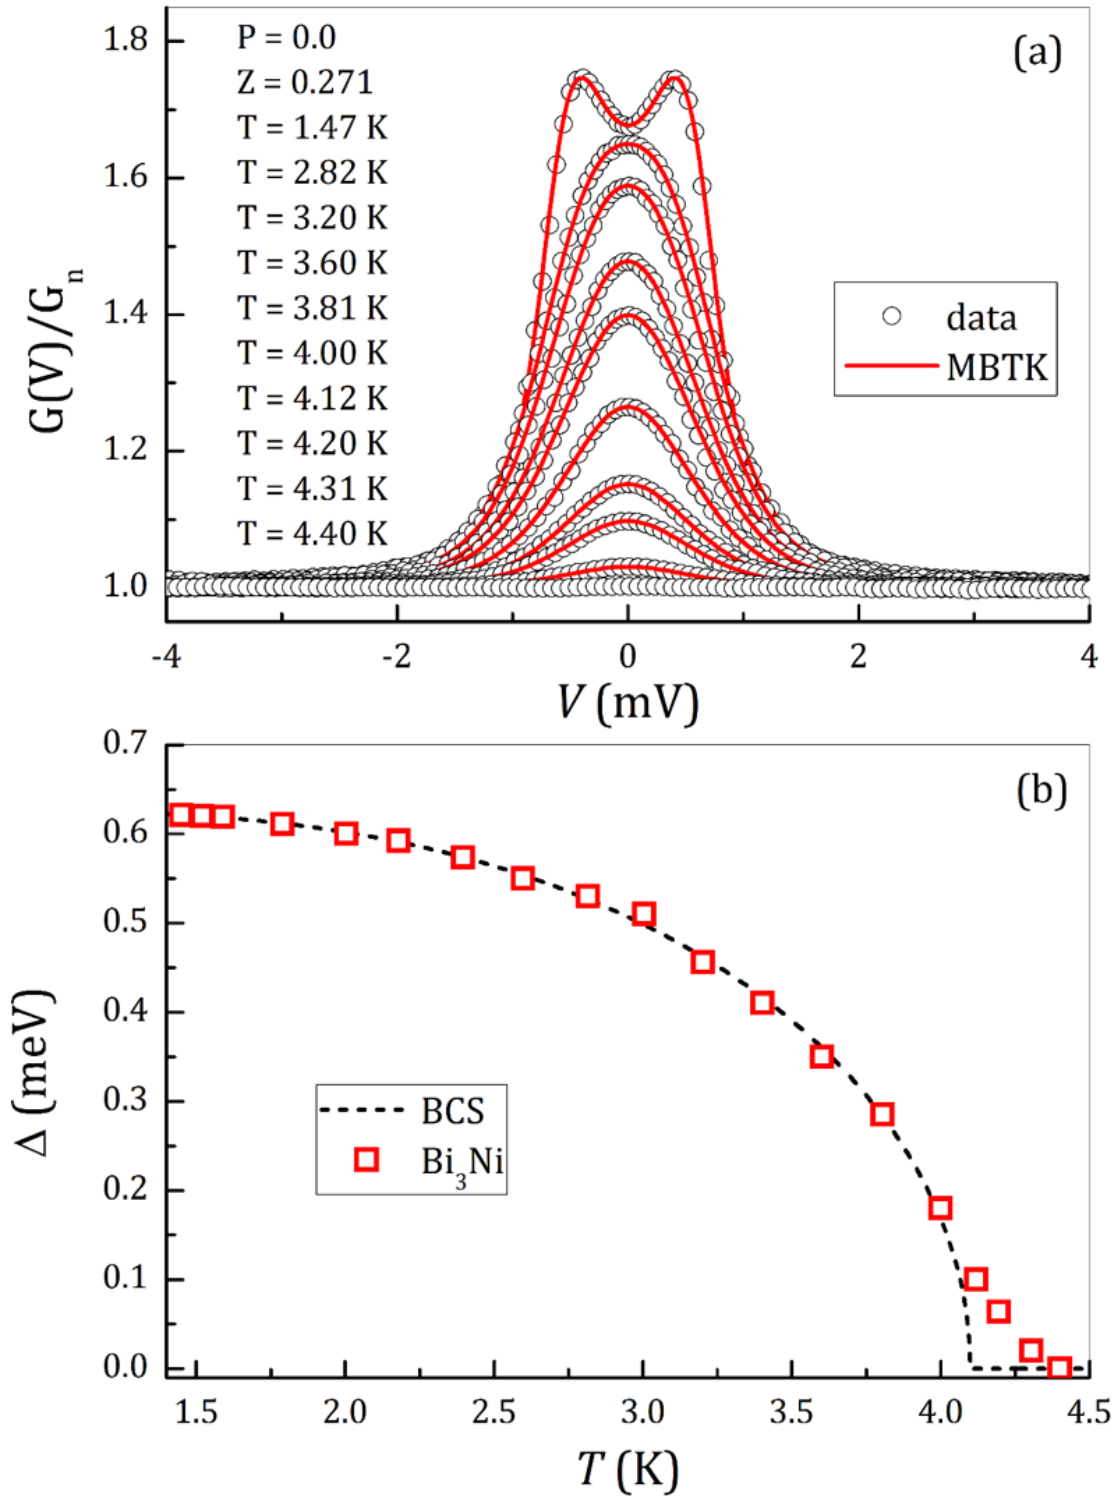 (a)
P = 0.0
Z = 0.271
T = 1.47 K
T = 2.82 K
T = 3.20 K
T = 3.60 K
T = 3.81 K
T = 4.00 K
T = 4.12 K
T = 4.20 K
T = 4.31 K
T = 4.40 K
data
MBTK
G(V)/Gₙ
1.8
1.6
1.4
1.2
1.0
-4 -2 0 2 4
V (mV)
(b)
Δ (meV)
0.7
0.6
0.5
0.4
0.3
0.2
0.1
0.0
BCS
Bi₃Ni
1.5 2.0 2.5 3.0 3.5 4.0 4.5
T (K)